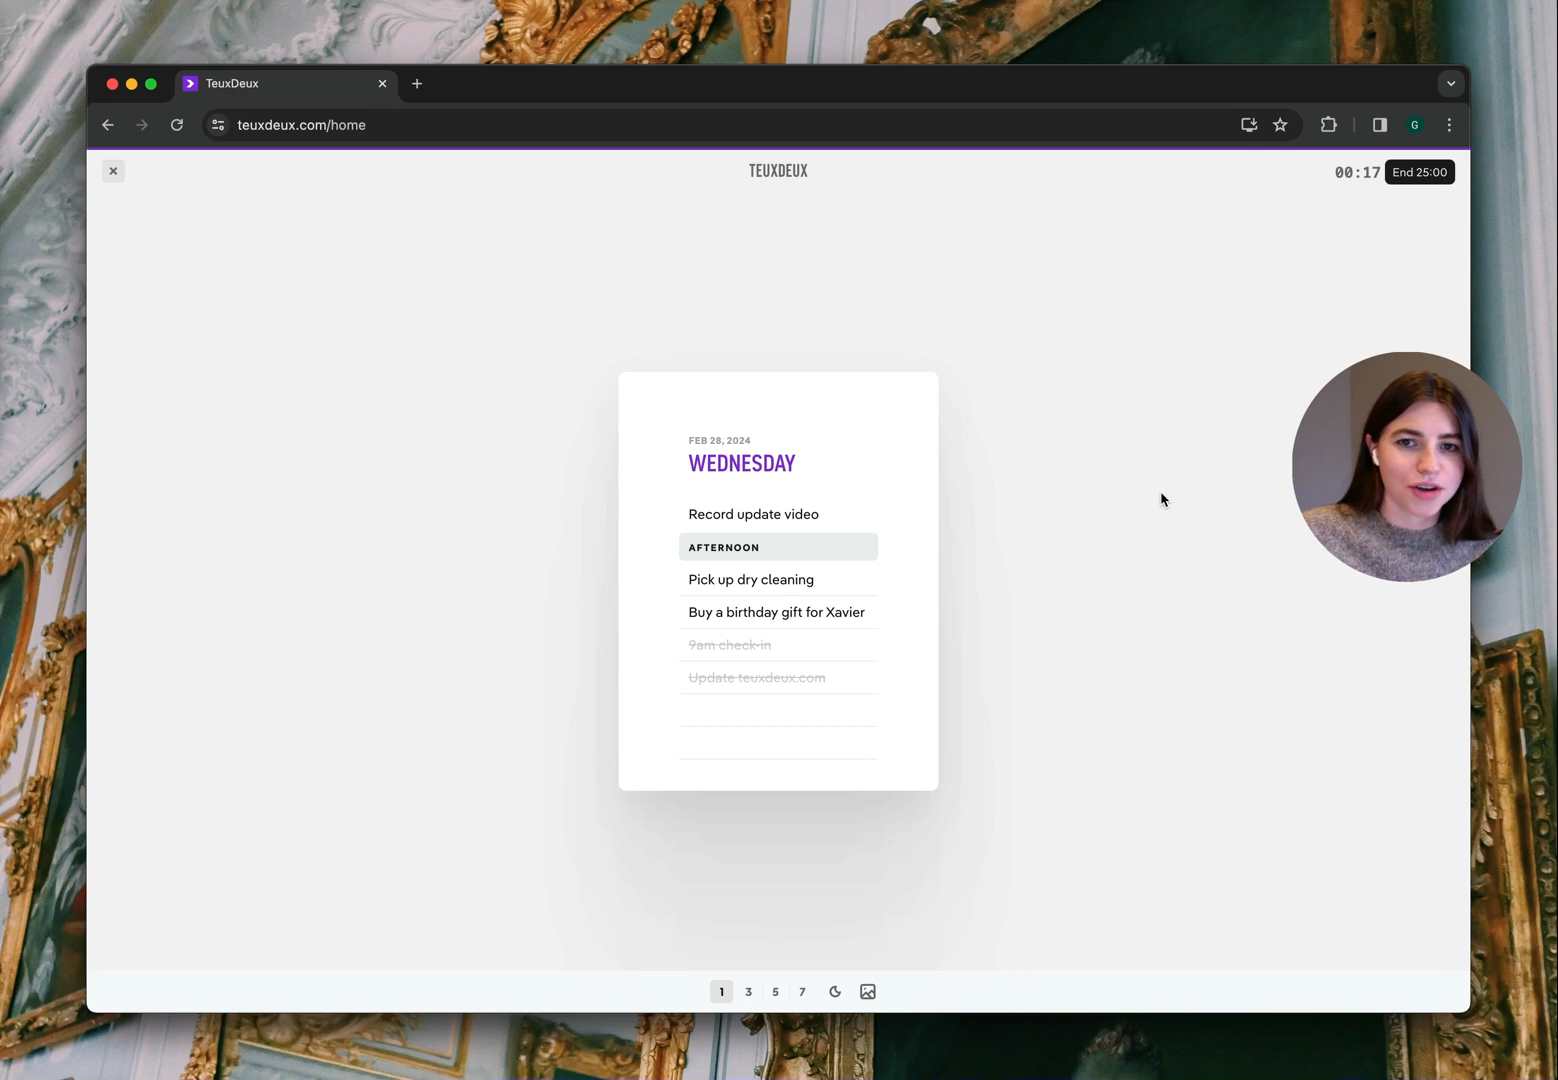 TeuxDeux
teuxdeux.com/home
G
TEUXDEUX
00:17 End 25:00
FEB 28, 2024
WEDNESDAY
Record update video
AFTERNOON
Pick up dry cleaning
Buy a birthday gift for Xavier
9am check-in
Update teuxdeux.com
1 3 5 7